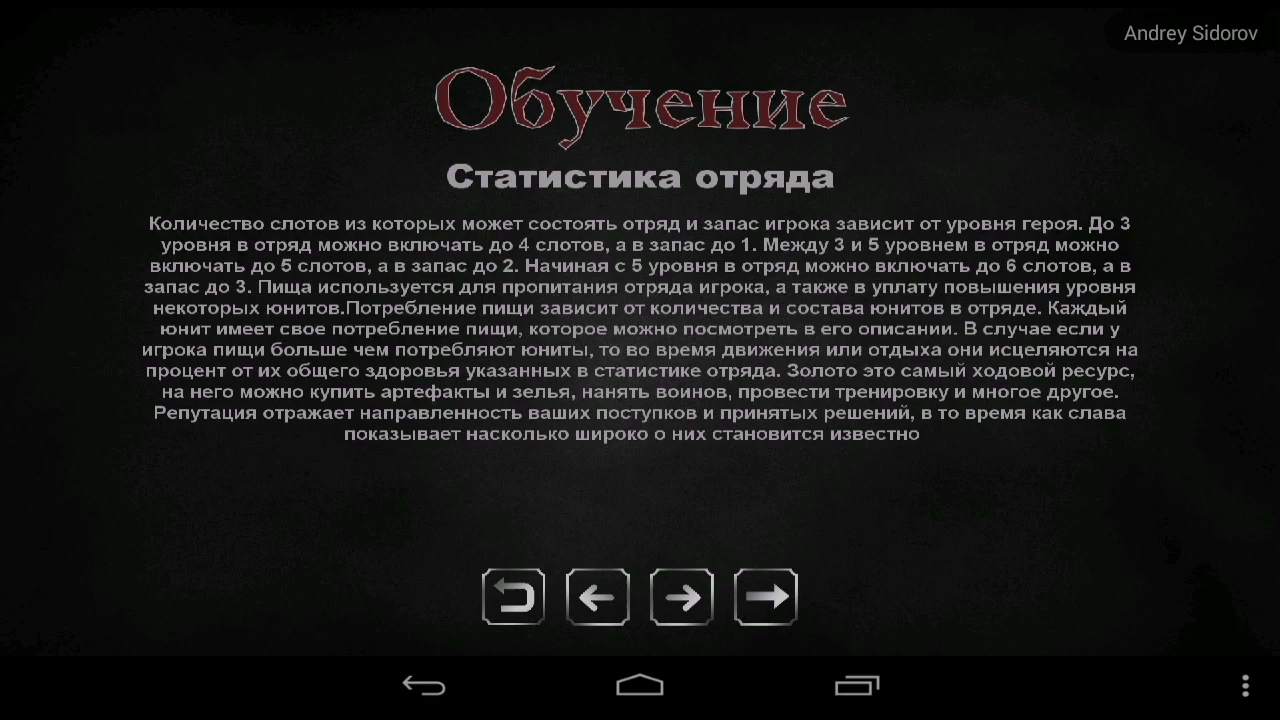 Andrey Sidorov
Обучение
Статистика отряда
Количество слотов из которых может состоять отряд и запас игрока зависит от уровня героя. До 3
уровня в отряд можно включать до 4 слотов, а в запас до 1. Между 3 и 5 уровнем в отряд можно
включать до 5 слотов, а в запас до 2. Начиная с 5 уровня в отряд можно включать до 6 слотов, а в
запас до 3. Пища используется для пропитания отряда игрока, а также в уплату повышения уровня
некоторых юнитов.Потребление пищи зависит от количества и состава юнитов в отряде. Каждый
юнит имеет свое потребление пищи, которое можно посмотреть в его описании. В случае если у
игрока пищи больше чем потребляют юниты, то во время движения или отдыха они исцеляются на
процент от их общего здоровья указанных в статистике отряда. Золото это самый ходовой ресурс,
на него можно купить артефакты и зелья, нанять воинов, провести тренировку и многое другое.
Репутация отражает направленность ваших поступков и принятых решений, в то время как слава
показывает насколько широко о них становится известно